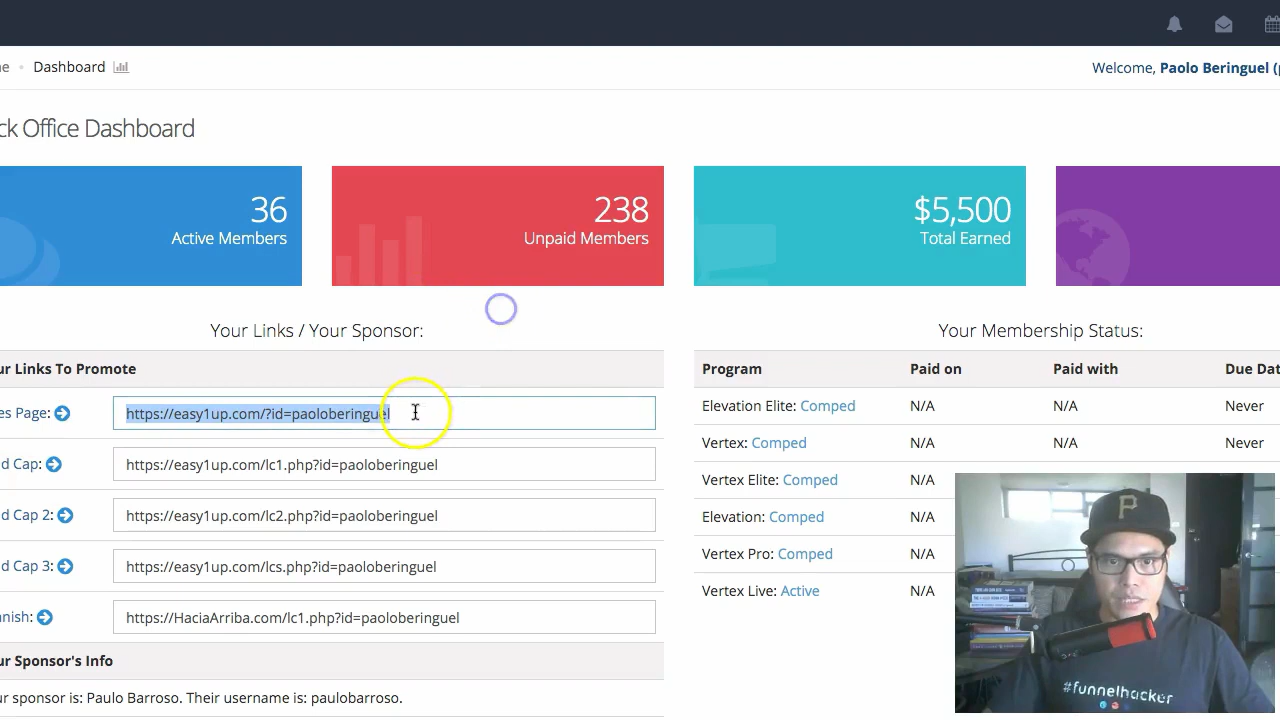 ne • Dashboard
Welcome, Paolo Beringuel (p
ck Office Dashboard
36
Active Members
238
Unpaid Members
$5,500
Total Earned
Your Links / Your Sponsor:
ur Links To Promote
es Page:
https://easy1up.com/?id=paoloberinguel
d Cap:
https://easy1up.com/lc1.php?id=paoloberinguel
d Cap 2:
https://easy1up.com/lc2.php?id=paoloberinguel
d Cap 3:
https://easy1up.com/lcs.php?id=paoloberinguel
nish:
https://HaciaArriba.com/lc1.php?id=paoloberinguel
ur Sponsor's Info
ur sponsor is: Paulo Barroso. Their username is: paulobarroso.
Your Membership Status:
Program Paid on Paid with Due Dat
Elevation Elite: Comped N/A N/A Never
Vertex: Comped N/A N/A Never
Vertex Elite: Comped N/A
Elevation: Comped N/A
Vertex Pro: Comped N/A
Vertex Live: Active N/A
P
#funnelhacker